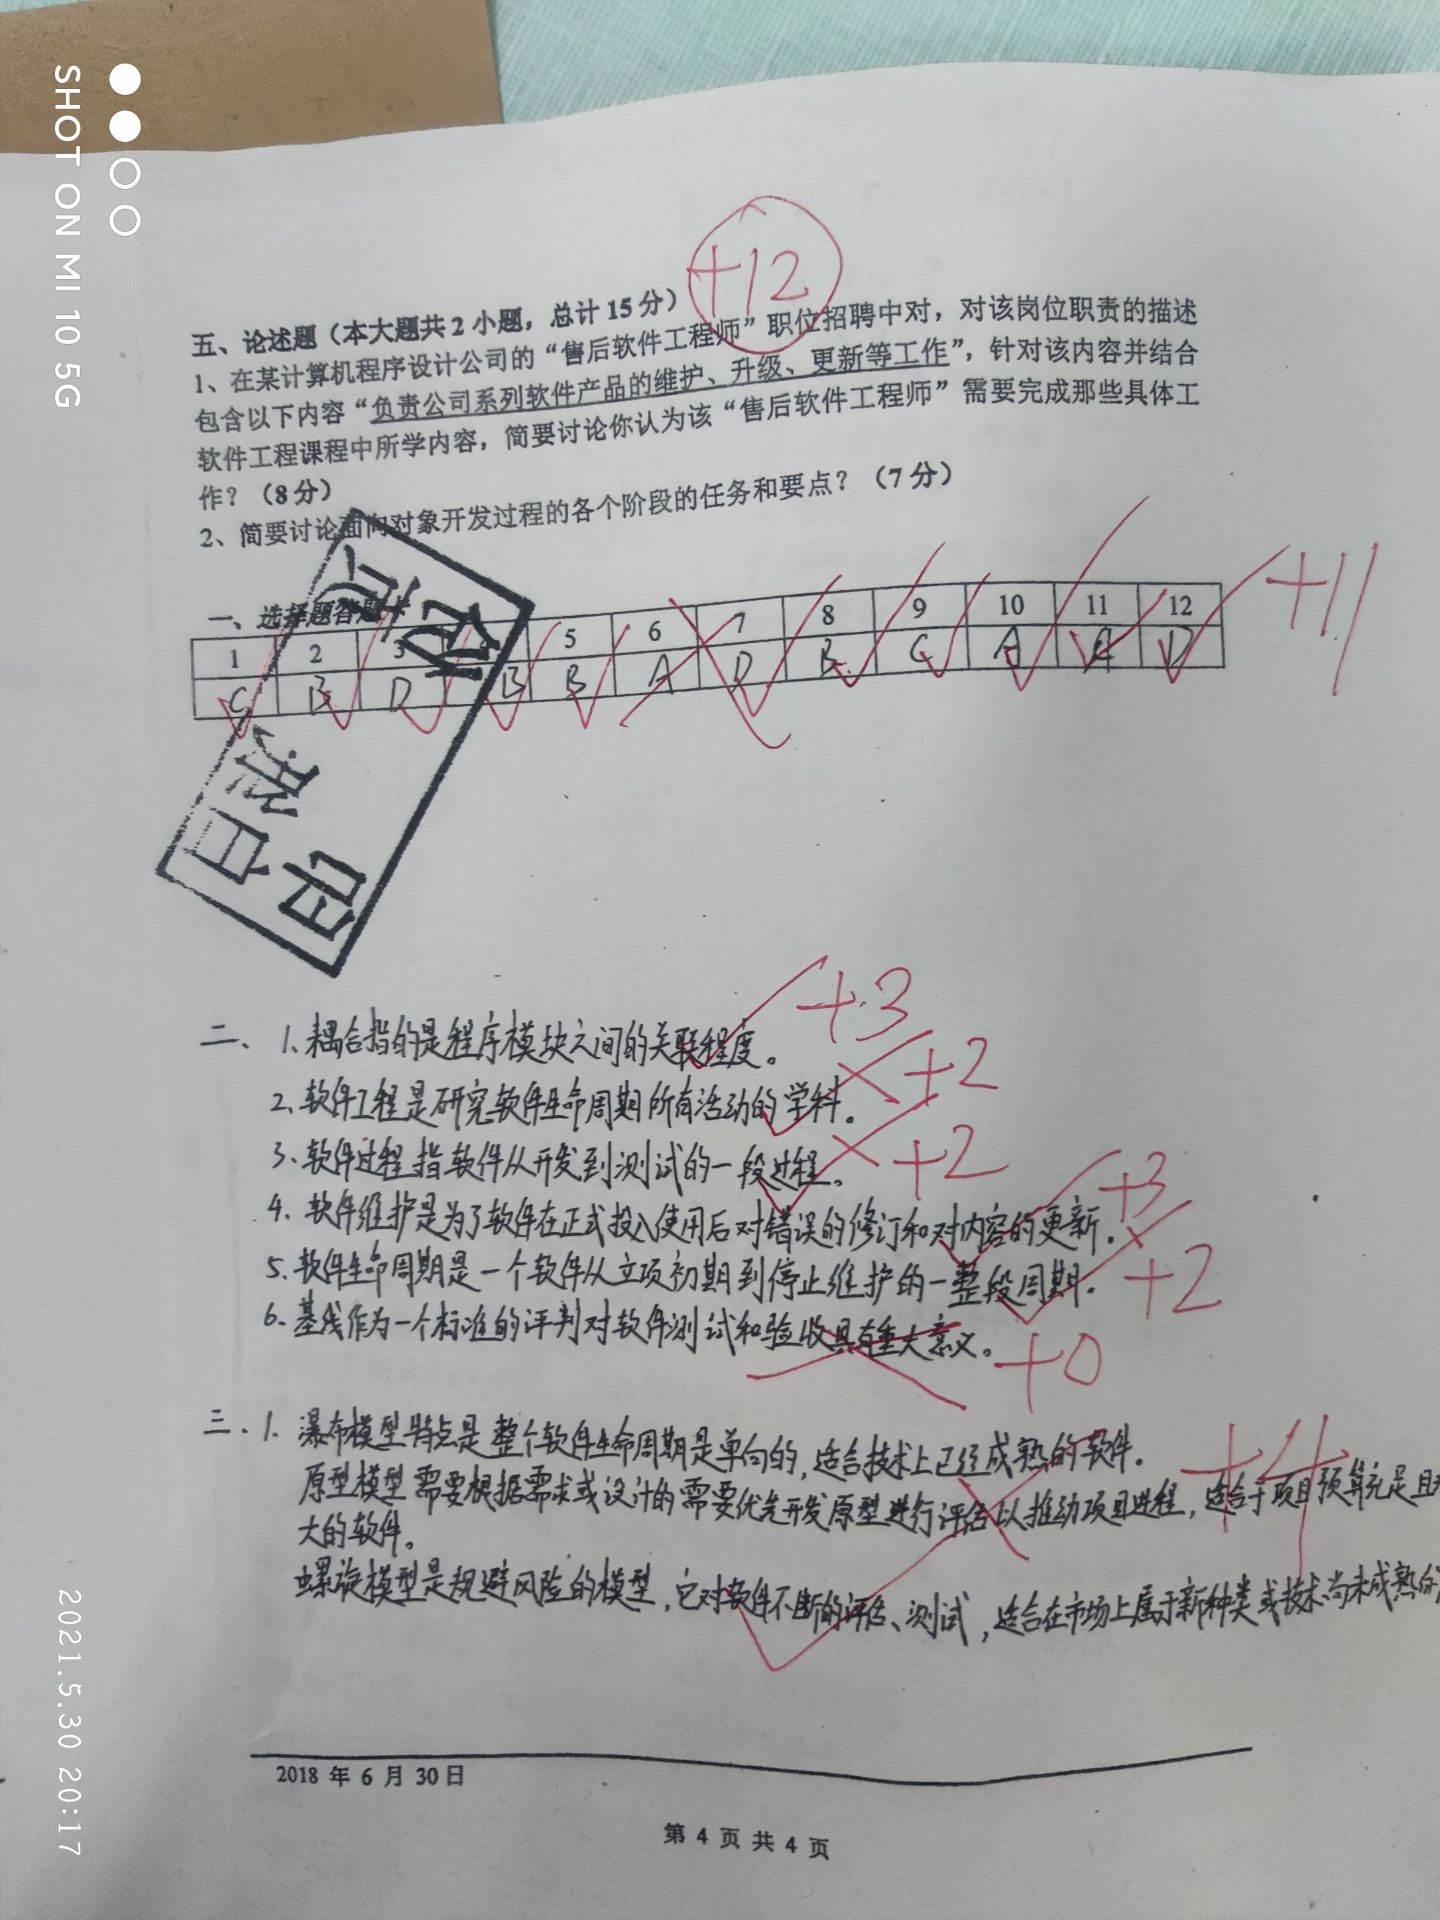 +12
五、论述题（本大题共 2 小题，总计 15 分）
1、在某计算机程序设计公司的“售后软件工程师”职位招聘中对，对该岗位职责的描述
包含以下内容“负责公司系列软件产品的维护、升级、更新等工作”，针对该内容并结合
软件工程课程中所学内容，简要讨论你认为该“售后软件工程师”需要完成那些具体工
作？（8 分）
2、简要讨论面向对象开发过程的各个阶段的任务和要点？（7 分）
一、选择题答题卡
1 2 3 5 6 7 8 9 10 11 12
C B D B B A D B C A D
+11
二、1、耦合指的是程序模块之间的关联程度。 +3
2、软件工程是研究软件生命周期所有活动的学科。 +2
3、软件过程指软件从开发到测试的一段过程。 +2
4、软件维护是为了软件在正式投入使用后对错误的修订和对内容的更新。 +3
5、软件生命周期是一个软件从立项初期到停止维护的一整段周期。 +2
6、基线作为一个标准的评判对软件测试和验收具有重大意义。 +0
三、1、瀑布模型特点是整个软件生命周期是单向的，适合技术上已经成熟的软件。 +4
原型模型需要根据需求或设计的需要优先开发原型进行评估以推动项目进程，适合于项目预算充足且
大的软件。
螺旋模型是规避风险的模型，它对软件不断的评估、测试，适合在市场上属于新种类或技术尚未成熟的
2018 年 6 月 30 日
第 4 页 共 4 页
SHOT ON MI 10 5G
2021.5.30 20:17